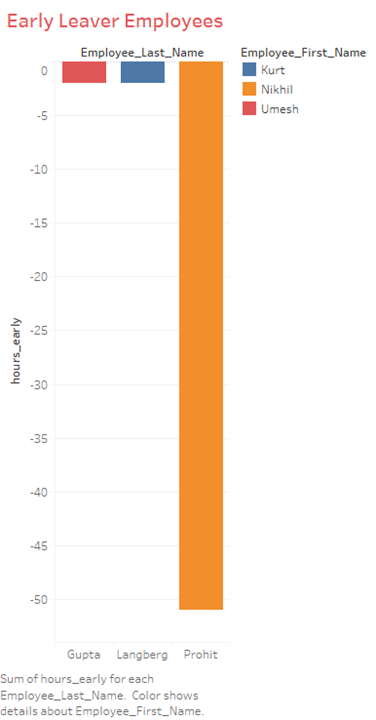 Early Leaver Employees
Employee_Last_Name
Employee_First_Name
Kurt
Nikhil
Umesh
0
-5
-10
-15
-20
-25
-30
-35
-40
-45
-50
hours_early
Gupta Langberg Prohit
Sum of hours_early for each
Employee_Last_Name. Color shows
details about Employee_First_Name.